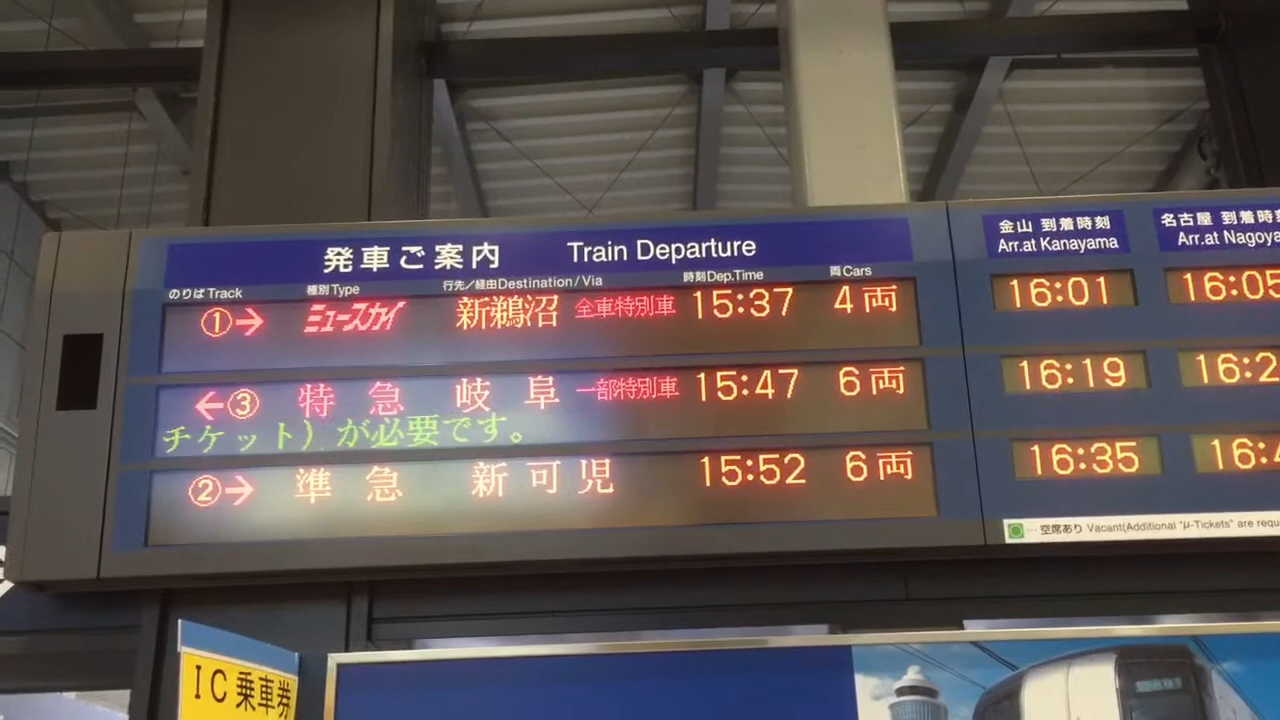 発車ご案内 Train Departure
のりば Track 種別 Type 行先／経由 Destination/Via 時刻 Dep.Time 両 Cars
金山 到着時刻
Arr.at Kanayama
名古屋 到着時
Arr.at Nagoya
①→ ミュースカイ 新鵜沼 全車特別車 15:37 4両 16:01 16:05
←③ 特急 岐阜 一部特別車 15:47 6両 16:19 16:2
チケット）が必要です。
②→ 準急 新可児 15:52 6両 16:35 16:4
… 空席あり Vacant(Additional "μ-Tickets" are requ
IC乗車券